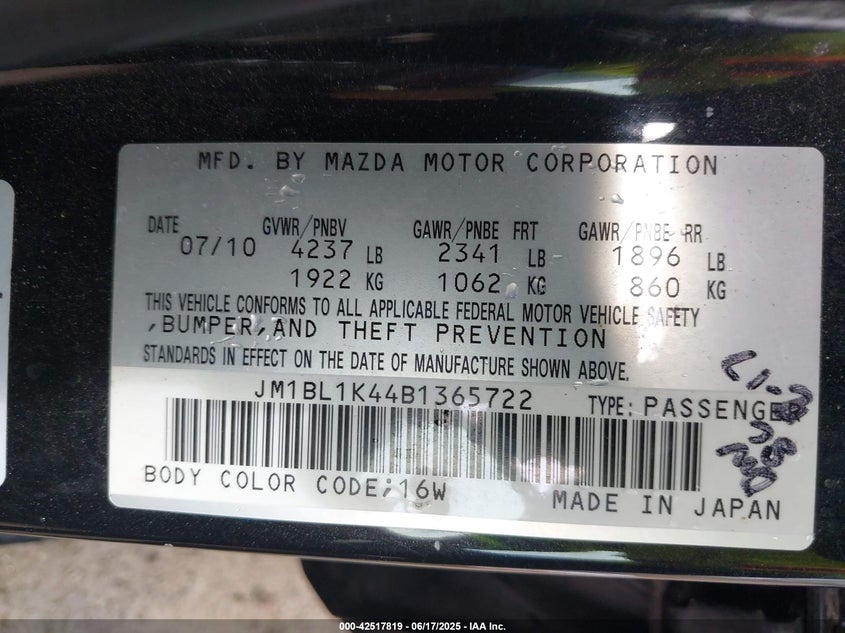 MFD. BY MAZDA MOTOR CORPORATION
DATE GVWR/PNBV GAWR/PNBE FRT GAWR/PNBE RR
07/10 4237 LB 2341 LB 1896 LB
1922 KG 1062 KG 860 KG
THIS VEHICLE CONFORMS TO ALL APPLICABLE FEDERAL MOTOR VEHICLE SAFETY
,BUMPER,AND THEFT PREVENTION
STANDARDS IN EFFECT ON THE DATE OF MANUFACTURE SHOWN ABOVE.
JM1BL1K44B1365722 TYPE: PASSENGER
BODY COLOR CODE;16W
MADE IN JAPAN
000-42517819 - 06/17/2025 - IAA Inc.